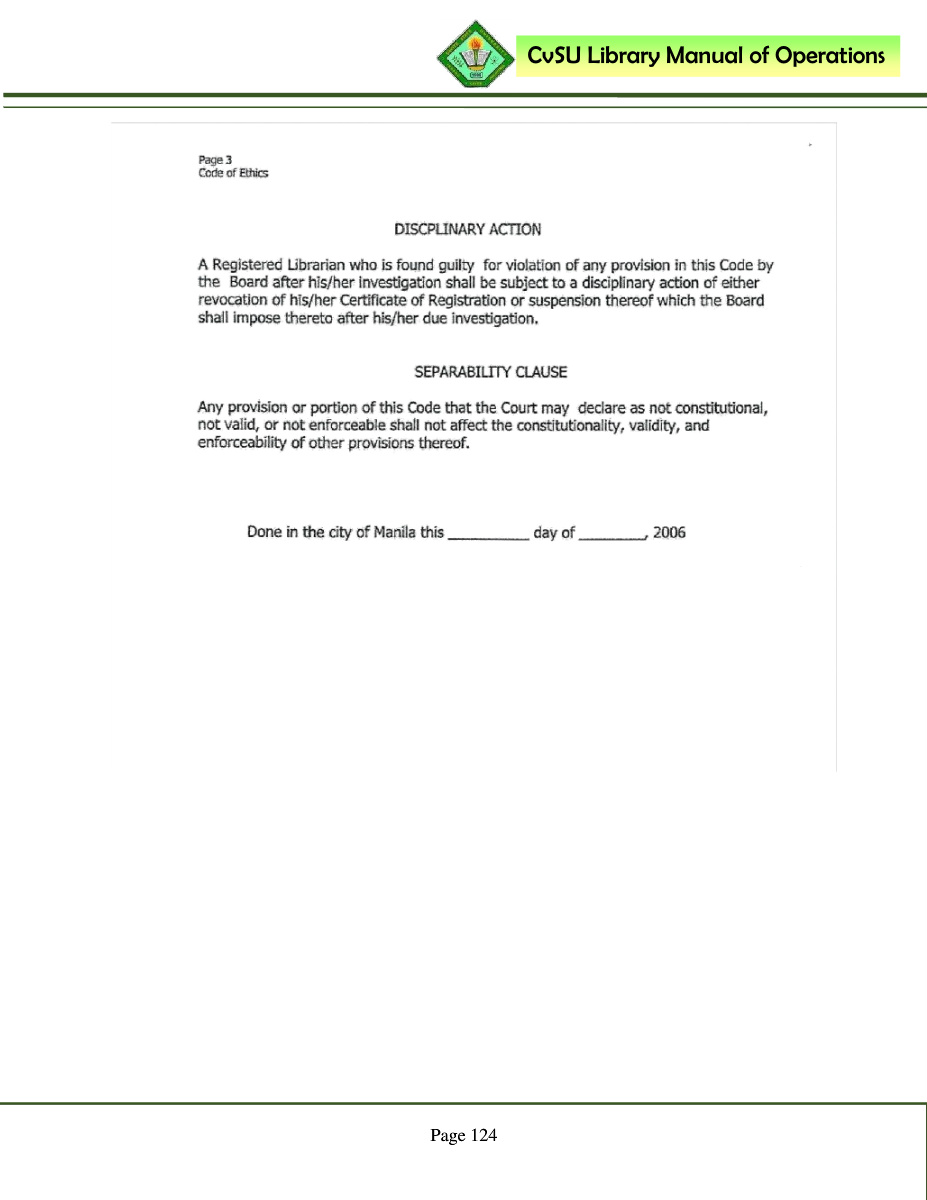 CvSU Library Manual of Operations
Page 3
Code of Ethics
DISCPLINARY ACTION
A Registered Librarian who is found guilty for violation of any provision in this Code by
the Board after his/her investigation shall be subject to a disciplinary action of either
revocation of his/her Certificate of Registration or suspension thereof which the Board
shall impose thereto after his/her due investigation.
SEPARABILITY CLAUSE
Any provision or portion of this Code that the Court may declare as not constitutional,
not valid, or not enforceable shall not affect the constitutionality, validity, and
enforceability of other provisions thereof.
Done in the city of Manila this __________ day of ________, 2006
Page 124